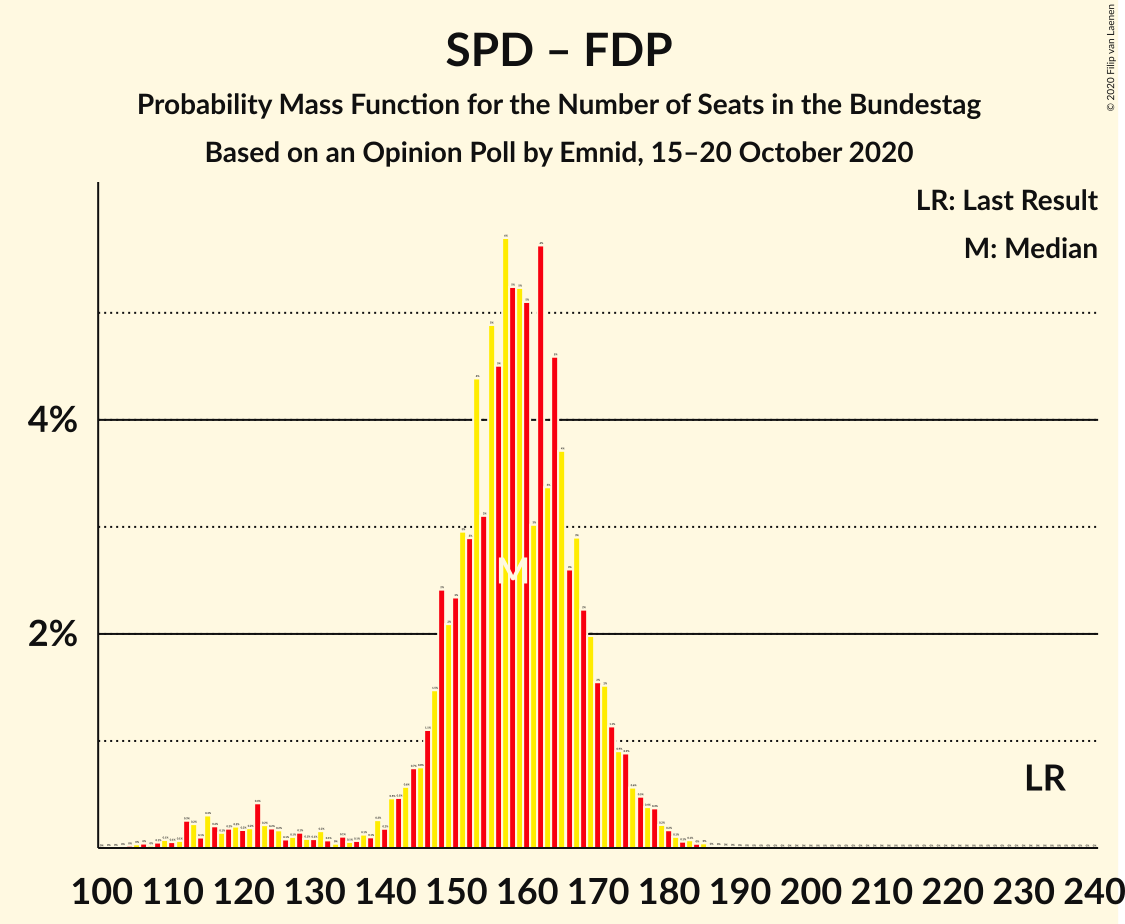 SPD – FDP
Probability Mass Function for the Number of Seats in the Bundestag
Based on an Opinion Poll by Emnid, 15–20 October 2020
© 2020 Filip van Laenen
LR: Last Result
M: Median
4%
2%
M
LR
100 110 120 130 140 150 160 170 180 190 200 210 220 230 240